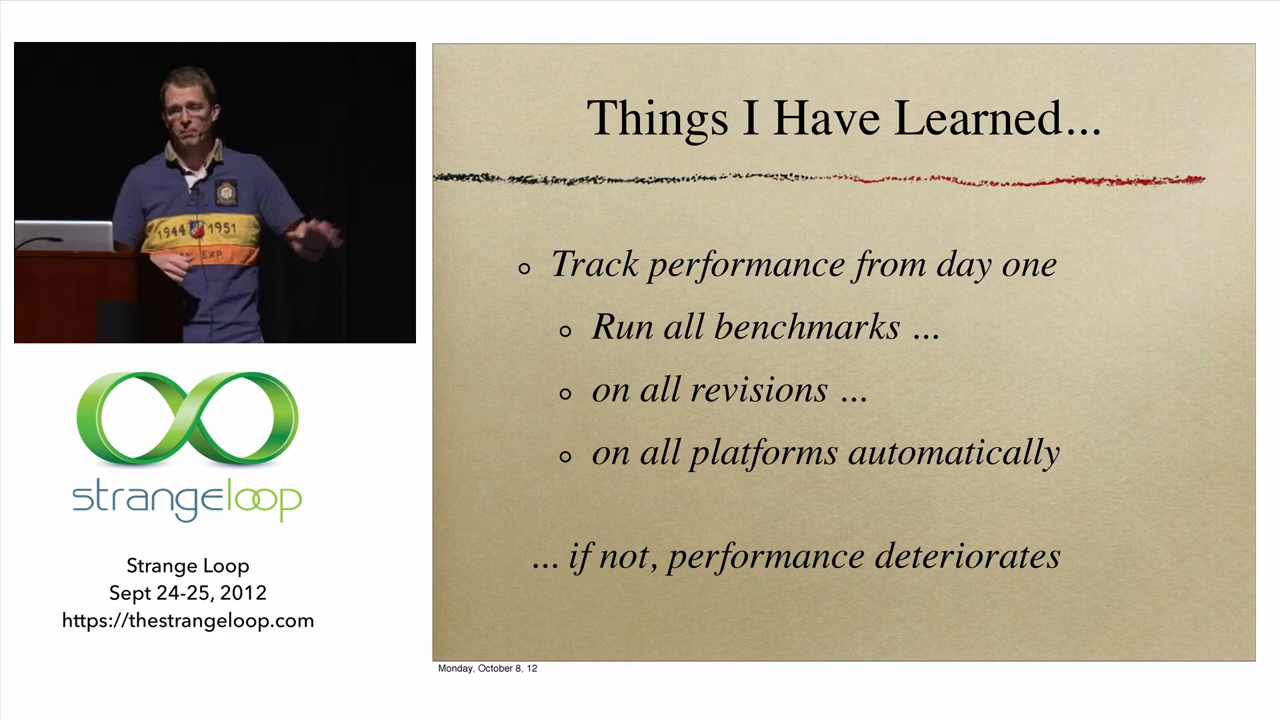 1944 1951
EXP
strangeloop
Strange Loop
Sept 24-25, 2012
https://thestrangeloop.com
Things I Have Learned...
Track performance from day one
Run all benchmarks ...
on all revisions ...
on all platforms automatically
... if not, performance deteriorates
Monday, October 8, 12